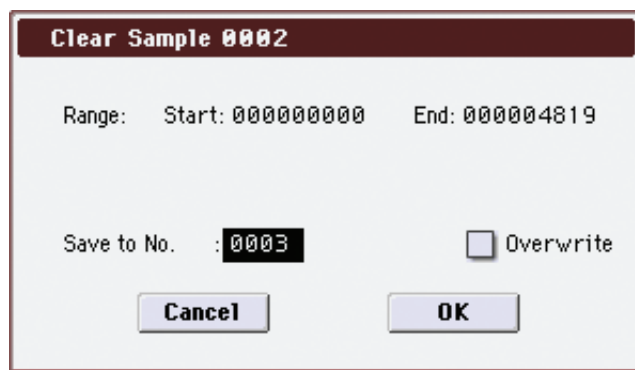 Clear Sample 0002
Range: Start: 000000000 End: 000004819
Save to No. : 0003 Overwrite
Cancel OK